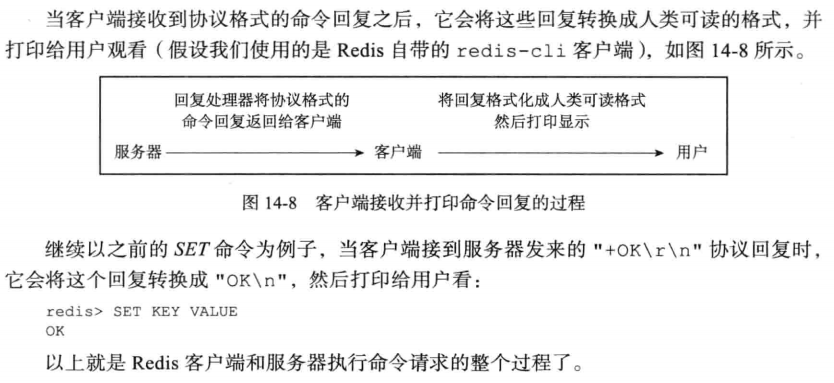 当客户端接收到协议格式的命令回复之后，它会将这些回复转换成人类可读的格式，并
打印给用户观看（假设我们使用的是 Redis 自带的 redis-cli 客户端），如图 14-8 所示。
回复处理器将协议格式的
命令回复返回给客户端
将回复格式化成人类可读格式
然后打印显示
服务器
客户端
用户
图 14-8 客户端接收并打印命令回复的过程
继续以之前的 SET 命令为例子，当客户端接到服务器发来的 "+OK\r\n" 协议回复时，
它会将这个回复转换成 "OK\n"，然后打印给用户看：
redis> SET KEY VALUE
OK
以上就是 Redis 客户端和服务器执行命令请求的整个过程了。